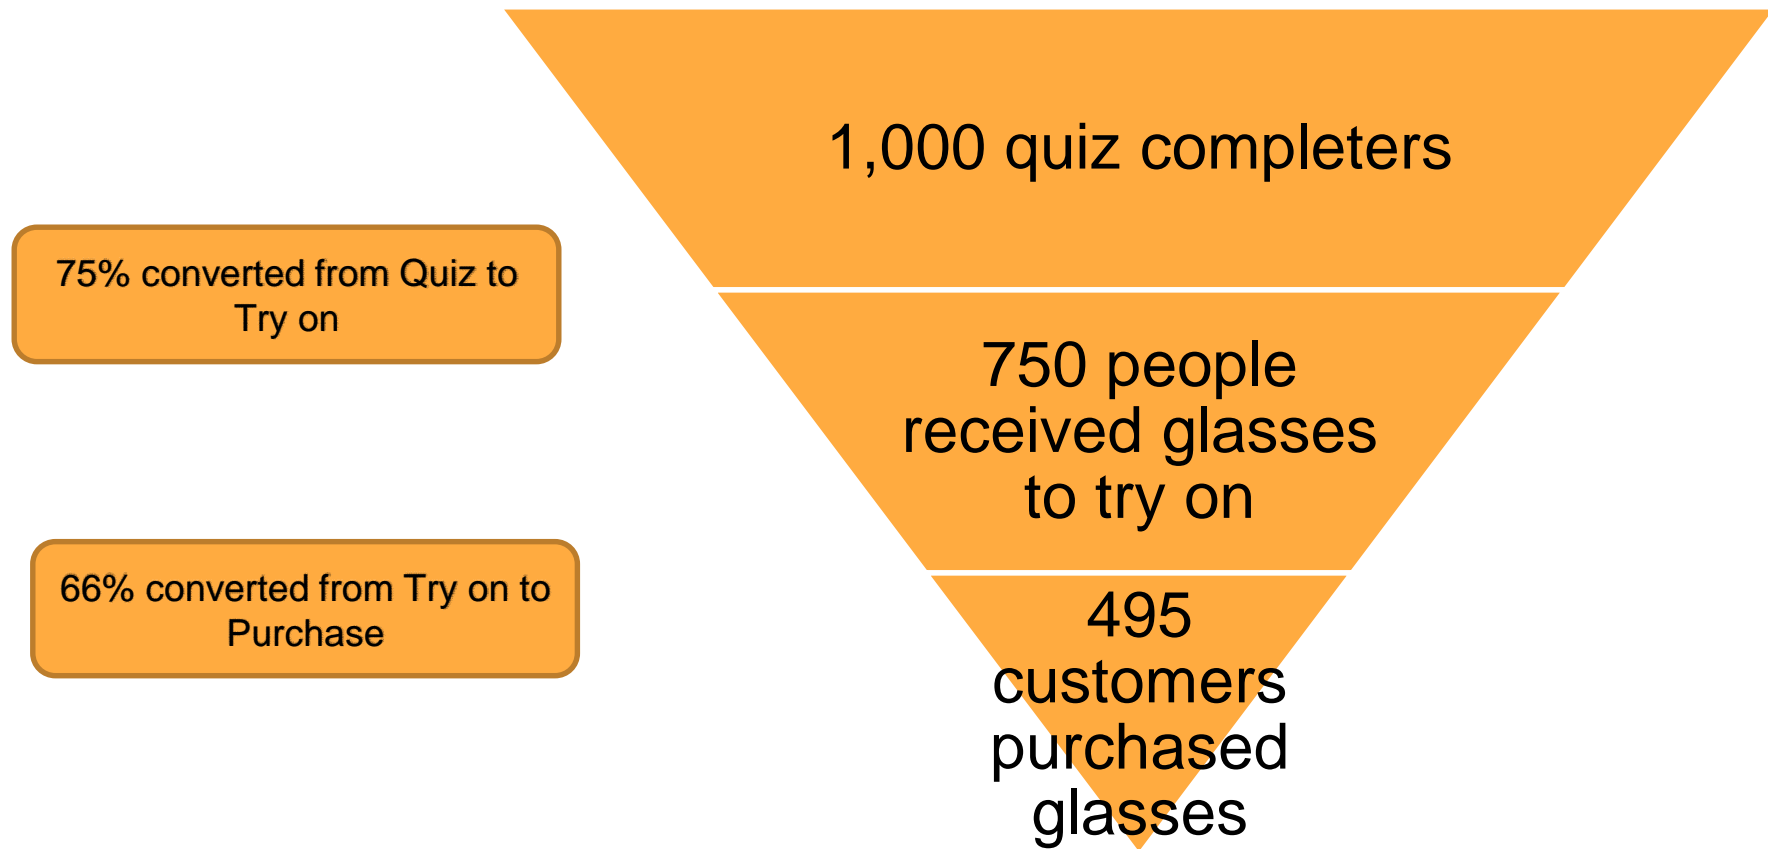 1,000 quiz completers
75% converted from Quiz to
Try on
750 people
received glasses
to try on
66% converted from Try on to
Purchase
495
customers
purchased
glasses